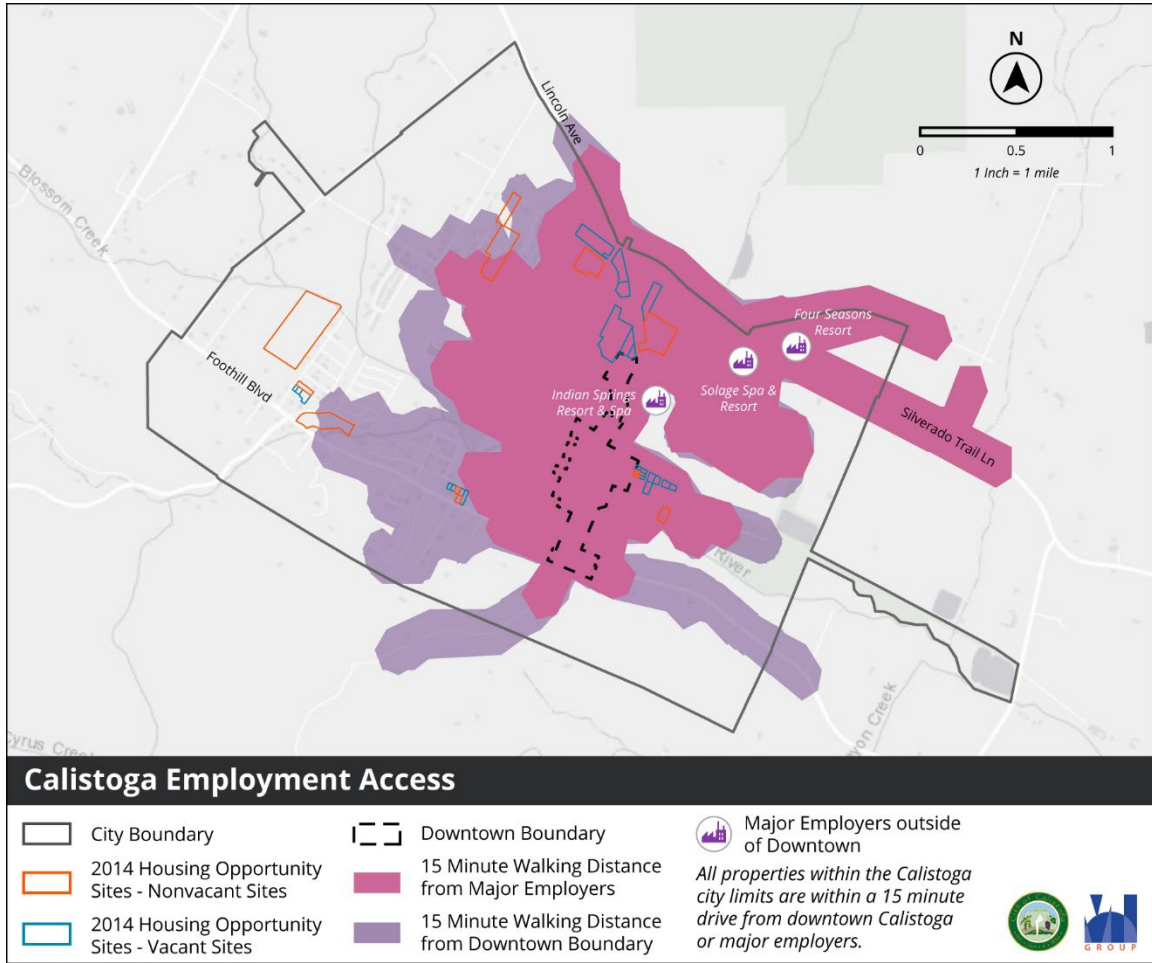 N
0
0.5
1
1 Inch = 1 mile
Lincoln Ave
Blossom Creek
Four Seasons
Resort
Foothill Blvd
Indian Springs
Resort & Spa
Solage Spa &
Resort
Silverado Trail Ln
River
yon Creek
Cyrus Creek
Calistoga Employment Access
City Boundary
2014 Housing Opportunity
Sites - Nonvacant Sites
2014 Housing Opportunity
Sites - Vacant Sites
Downtown Boundary
15 Minute Walking Distance
from Major Employers
15 Minute Walking Distance
from Downtown Boundary
Major Employers outside
of Downtown
All properties within the Calistoga
city limits are within a 15 minute
drive from downtown Calistoga
or major employers.
GROUP